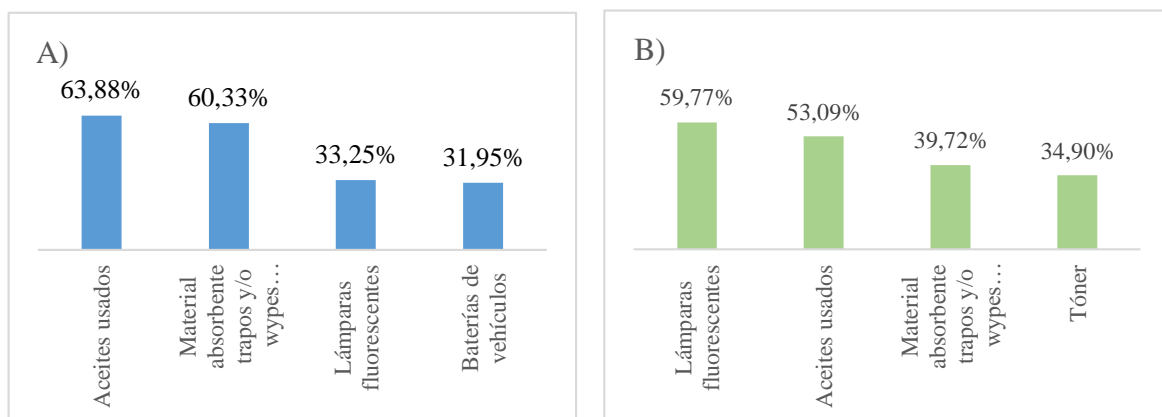 A)
63,88%
60,33%
33,25%
31,95%
Aceites usados
Material
absorbente
trapos y/o
wypes…
Lámparas
fluorescentes
Baterías de
vehículos
B)
59,77%
53,09%
39,72%
34,90%
Lámparas
fluorescentes
Aceites usados
Material
absorbente
trapos y/o
wypes…
Tóner